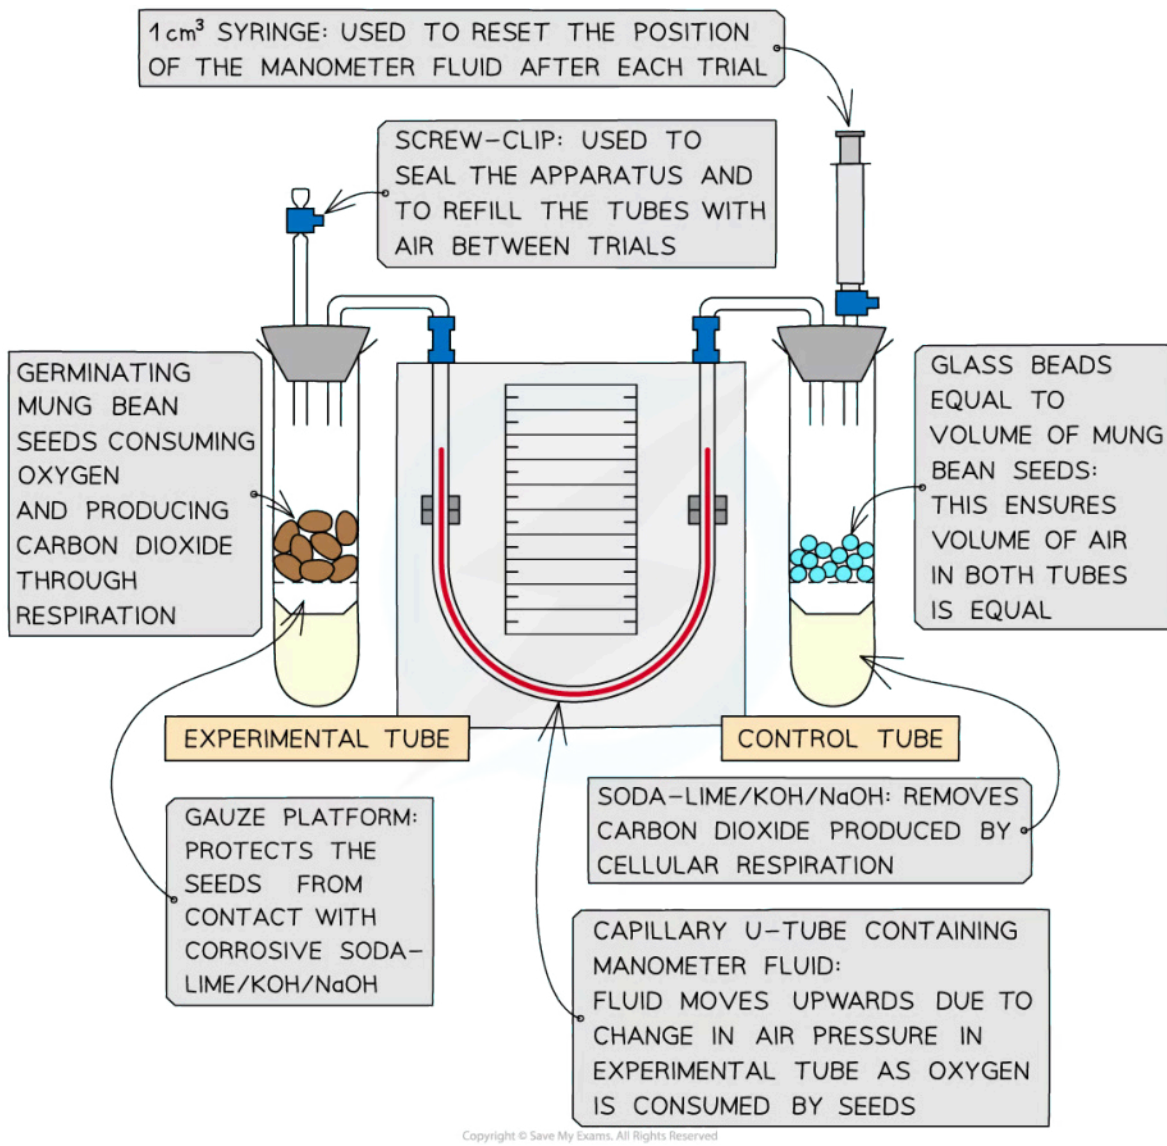 1 cm³ SYRINGE: USED TO RESET THE POSITION
OF THE MANOMETER FLUID AFTER EACH TRIAL
SCREW-CLIP: USED TO
SEAL THE APPARATUS AND
TO REFILL THE TUBES WITH
AIR BETWEEN TRIALS
GERMINATING
MUNG BEAN
SEEDS CONSUMING
OXYGEN
AND PRODUCING
CARBON DIOXIDE
THROUGH
RESPIRATION
GLASS BEADS
EQUAL TO
VOLUME OF MUNG
BEAN SEEDS:
THIS ENSURES
VOLUME OF AIR
IN BOTH TUBES
IS EQUAL
EXPERIMENTAL TUBE
CONTROL TUBE
GAUZE PLATFORM:
PROTECTS THE
SEEDS FROM
CONTACT WITH
CORROSIVE SODA-
LIME/KOH/NaOH
SODA-LIME/KOH/NaOH: REMOVES
CARBON DIOXIDE PRODUCED BY
CELLULAR RESPIRATION
CAPILLARY U-TUBE CONTAINING
MANOMETER FLUID:
FLUID MOVES UPWARDS DUE TO
CHANGE IN AIR PRESSURE IN
EXPERIMENTAL TUBE AS OXYGEN
IS CONSUMED BY SEEDS
Copyright © Save My Exams. All Rights Reserved